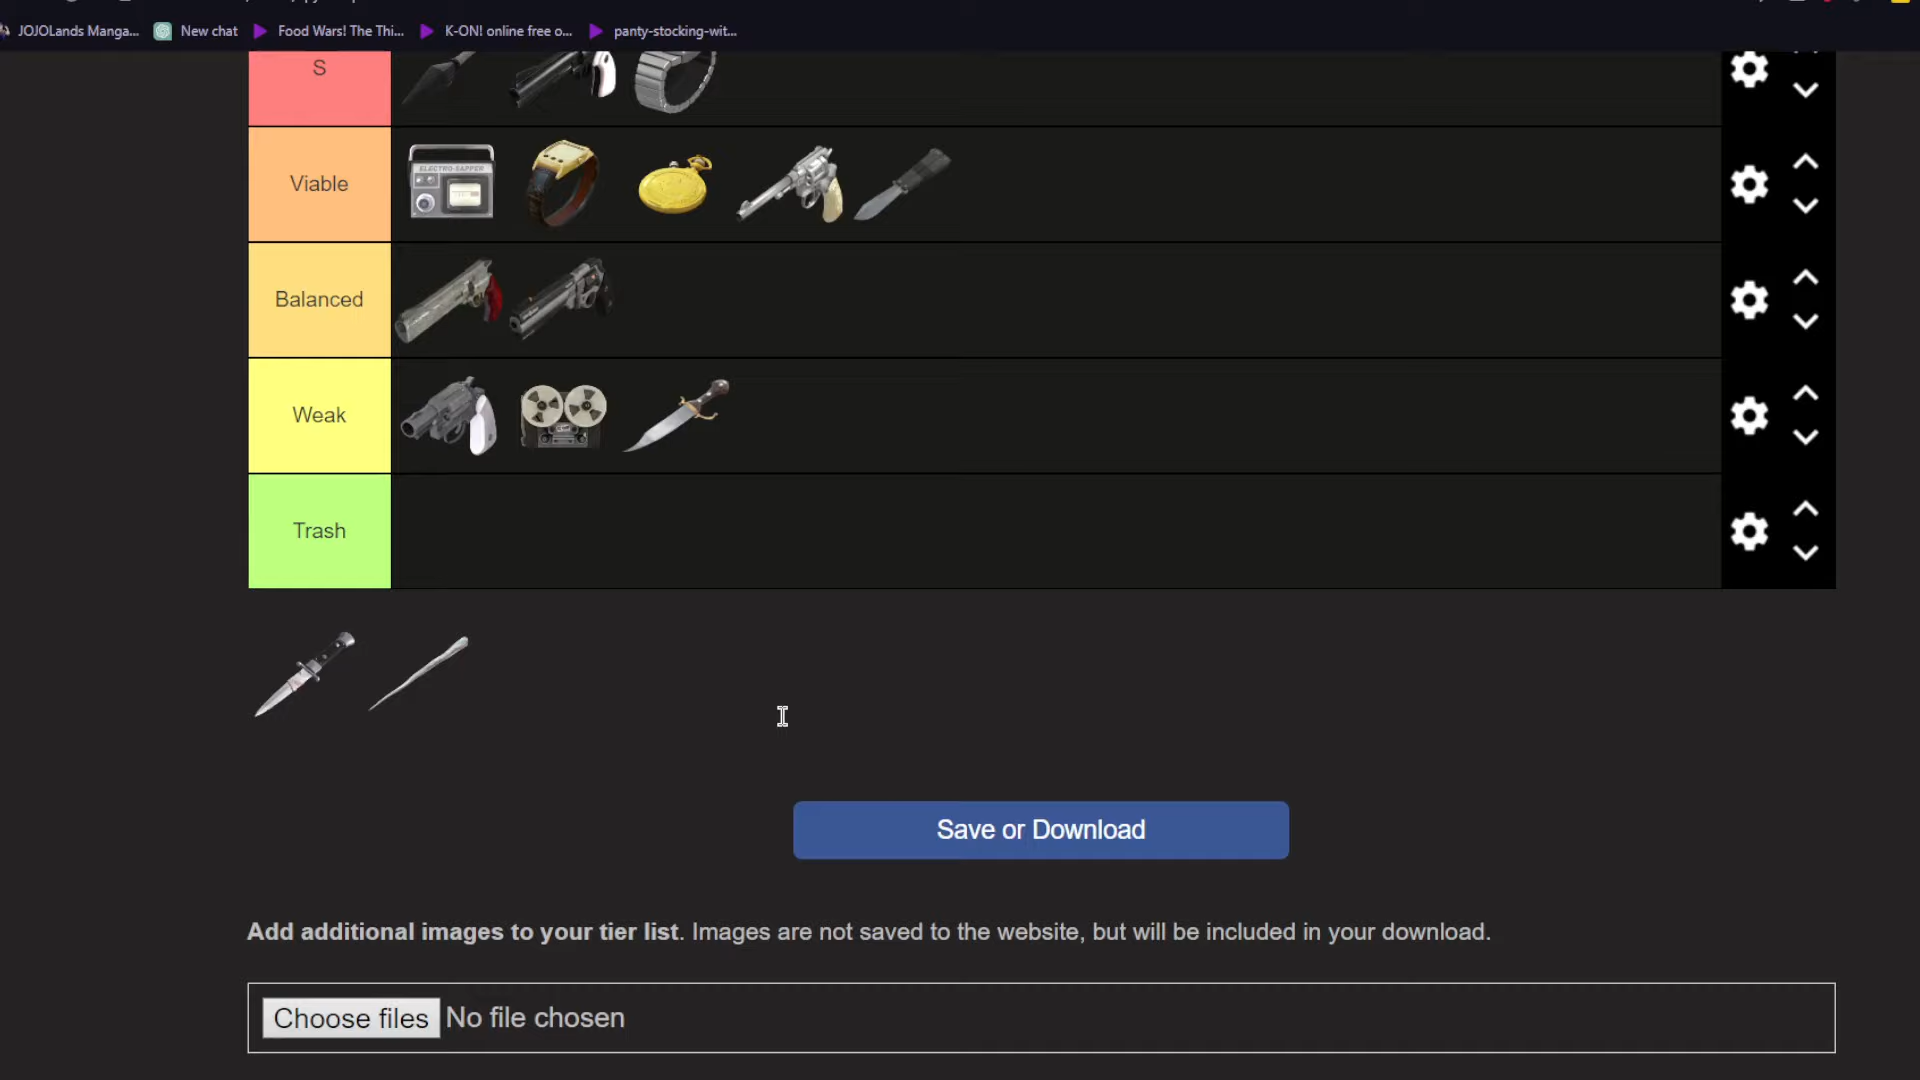 JOJOLands Manga... New chat Food Wars! The Thi... K-ON! online free o... panty-stocking-wit...
S
Viable
ELECTRO-SAPPER
Balanced
Weak
Trash
Save or Download
Add additional images to your tier list. Images are not saved to the website, but will be included in your download.
Choose files No file chosen